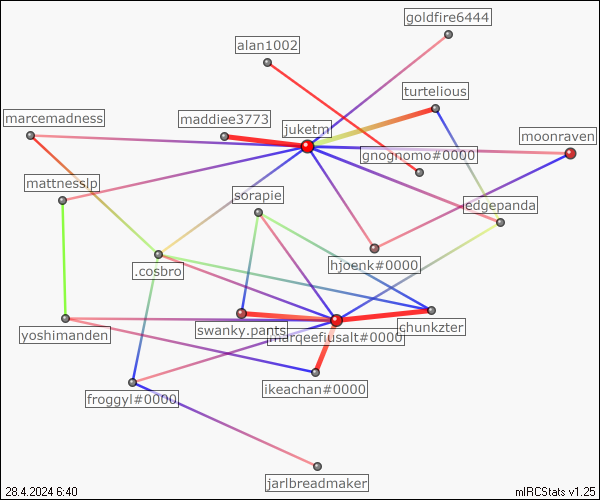 goldfire6444
alan1002
turtelious
marcemadness
maddiee3773
juketm
moonraven
gnognomo#0000
mattnesslp
sorapie
edgepanda
.cosbro
hjoenk#0000
swanky.pants
chunkzter
yoshimanden
marqeefiusalt#0000
ikeachan#0000
froggyl#0000
jarlbreadmaker
28.4.2024 6:40
mIRCStats v1.25